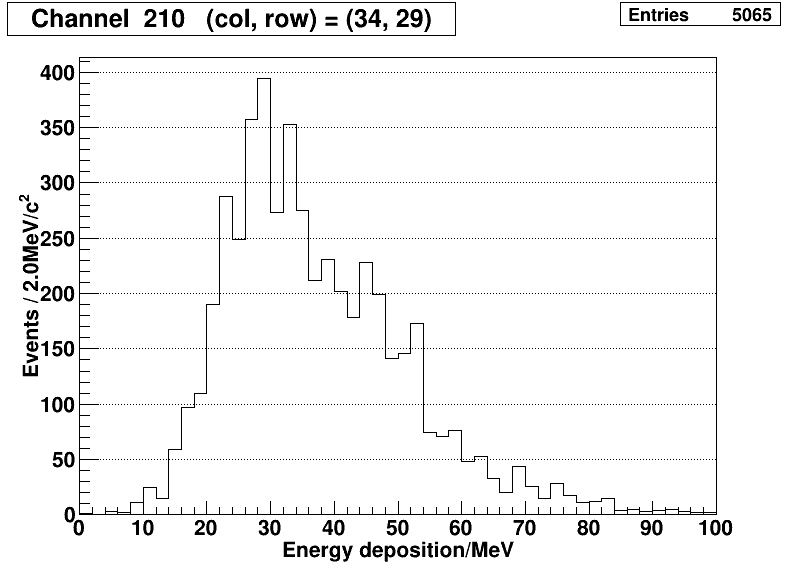 Channel 210 (col, row) = (34, 29)
Entries 5065
400
350
300
250
200
150
100
50
0
Events / 2.0MeV/c²
0 10 20 30 40 50 60 70 80 90 100
Energy deposition/MeV